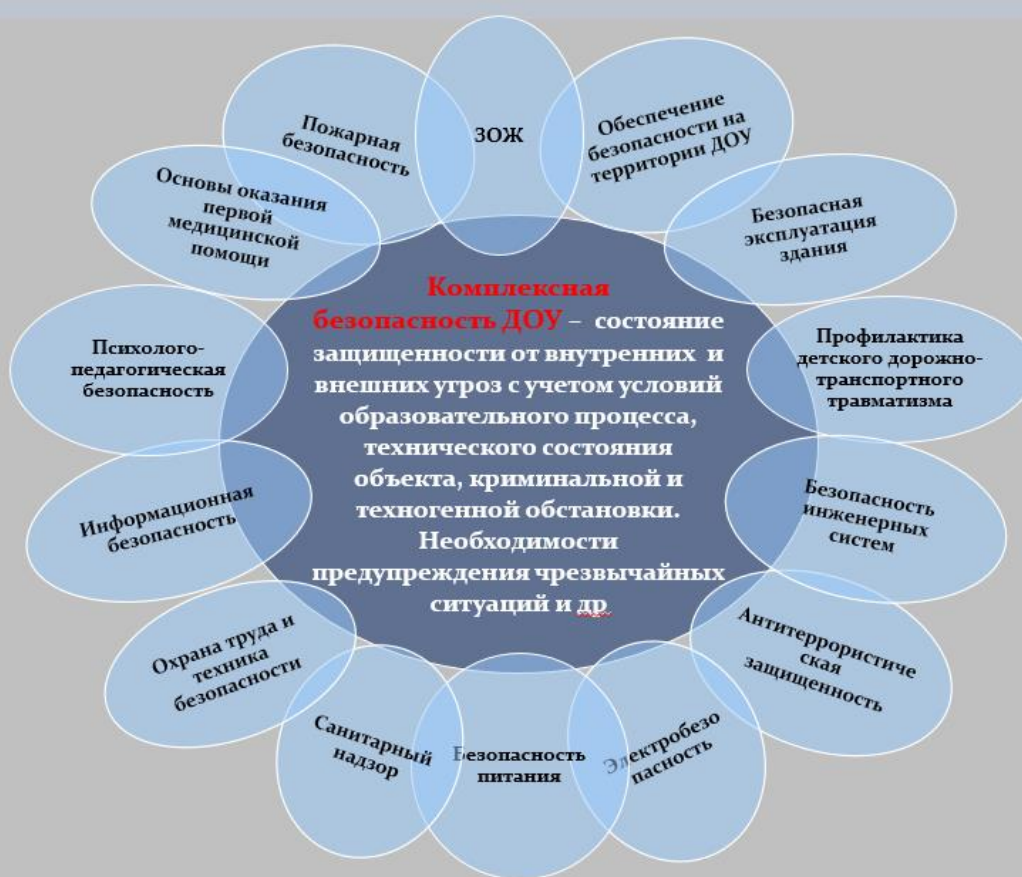 ЗОЖ
Обеспечение
безопасности на
территории ДОУ
Безопасная
эксплуатация
здания
Профилактика
детского дорожно-
транспортного
травматизма
Безопасность
инженерных
систем
Антитеррористиче
ская
защищенность
Электробезо
пасность
Безопасность
питания
Санитарный
надзор
Охрана труда и
техника
безопасности
Информационная
безопасность
Психолого-
педагогическая
безопасность
Основы оказания
первой
медицинской
помощи
Пожарная
безопасность
Комплексная
безопасность ДОУ – состояние
защищенности от внутренних и
внешних угроз с учетом условий
образовательного процесса,
технического состояния
объекта, криминальной и
техногенной обстановки.
Необходимости
предупреждения чрезвычайных
ситуаций и др